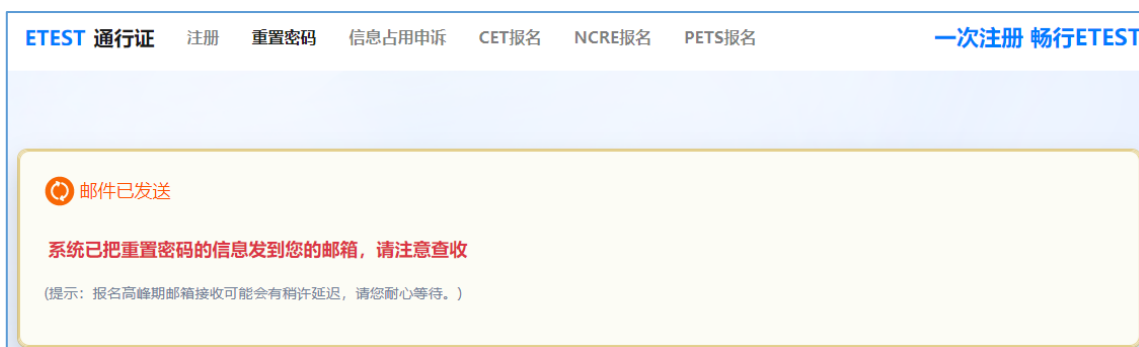 ETEST 通行证 注册 重置密码 信息占用申诉 CET报名 NCRE报名 PETS报名 一次注册 畅行ETEST
邮件已发送
系统已把重置密码的信息发到您的邮箱，请注意查收
(提示：报名高峰期邮箱接收可能会有稍许延迟，请您耐心等待。)